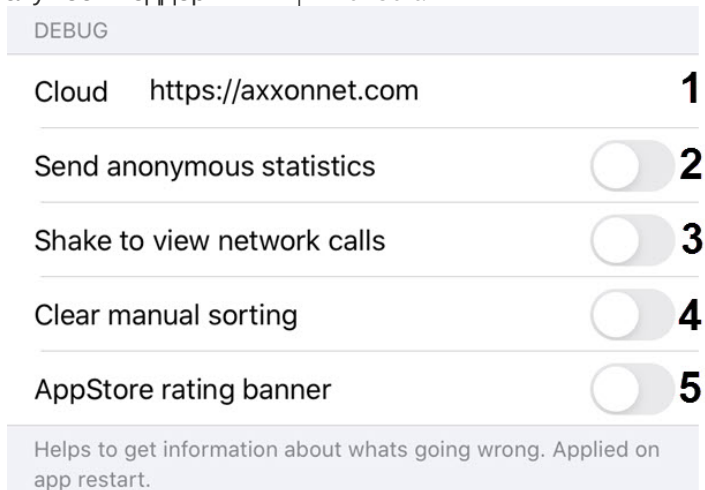 DEBUG
Cloud https://axxonnet.com 1
Send anonymous statistics 2
Shake to view network calls 3
Clear manual sorting 4
AppStore rating banner 5
Helps to get information about whats going wrong. Applied on
app restart.